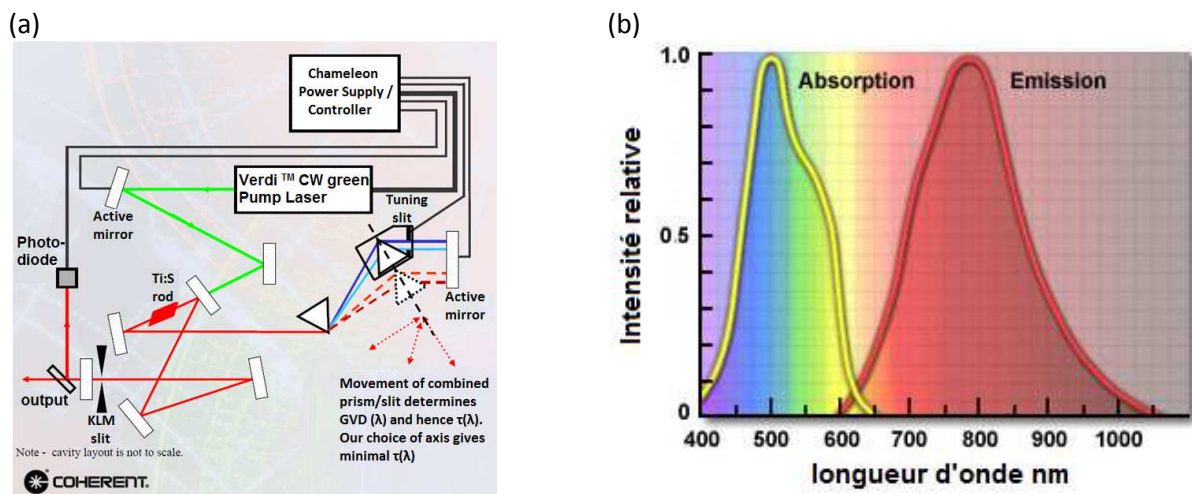 (a)
Chameleon
Power Supply /
Controller
Verdi ™ CW green
Pump Laser
Active
mirror
Tuning
slit
Photo-
diode
Ti:S
rod
Active
mirror
output
KLM
slit
Movement of combined
prism/slit determines
GVD (λ) and hence τ(λ).
Our choice of axis gives
minimal τ(λ)
Note - cavity layout is not to scale.
COHERENT.
(b)
Intensité relative
1.0
0.5
0
Absorption
Emission
400 500 600 700 800 900 1000
longueur d'onde nm